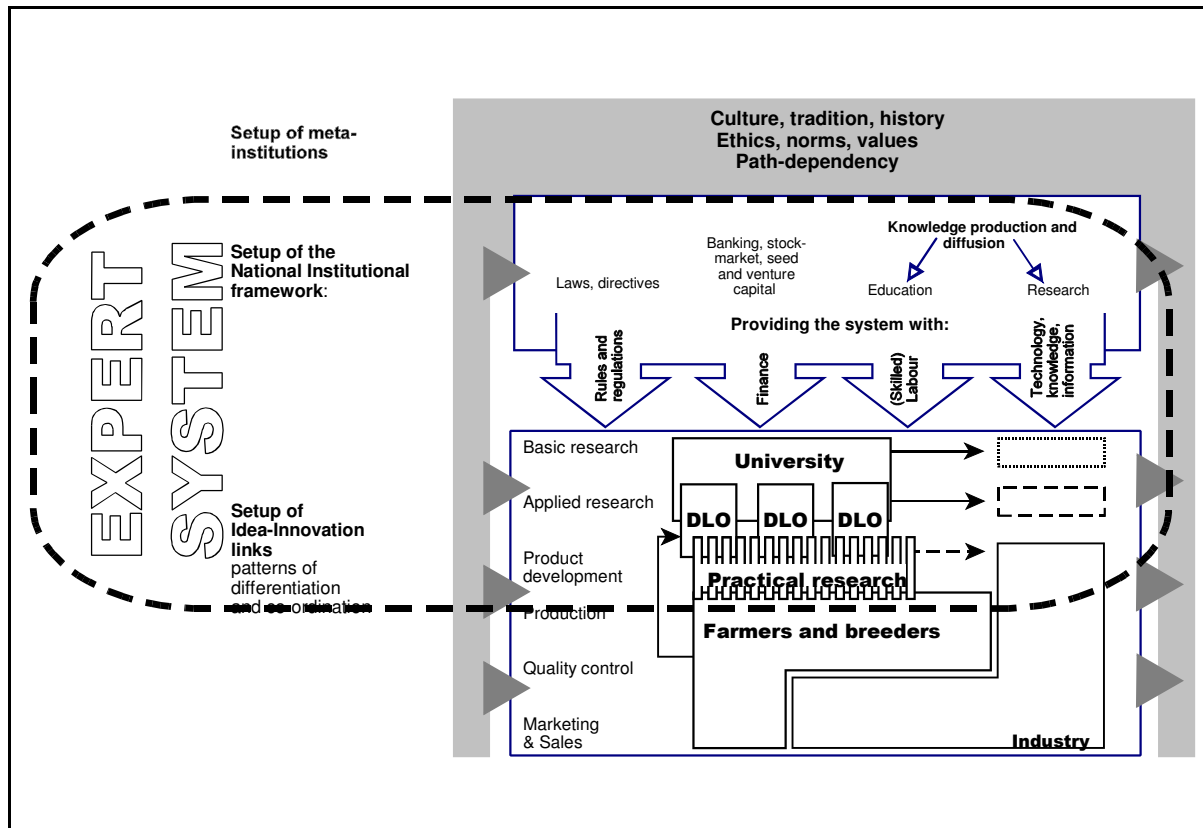 Culture, tradition, history
Ethics, norms, values
Path-dependency
Setup of meta-
institutions
EXPERT
SYSTEM
Setup of the
National Institutional
framework:
Knowledge production and
diffusion
Banking, stock-
market, seed
and venture
capital
Laws, directives
Education
Research
Providing the system with:
Rules and
regulations
Finance
(Skilled)
Labour
Technology,
knowledge,
information
Setup of
Idea-Innovation
links
patterns of
differentiation
and co-ordination
Basic research
Applied research
Product
development
Production
Quality control
Marketing
& Sales
University
DLO
DLO
DLO
Practical research
Farmers and breeders
Industry